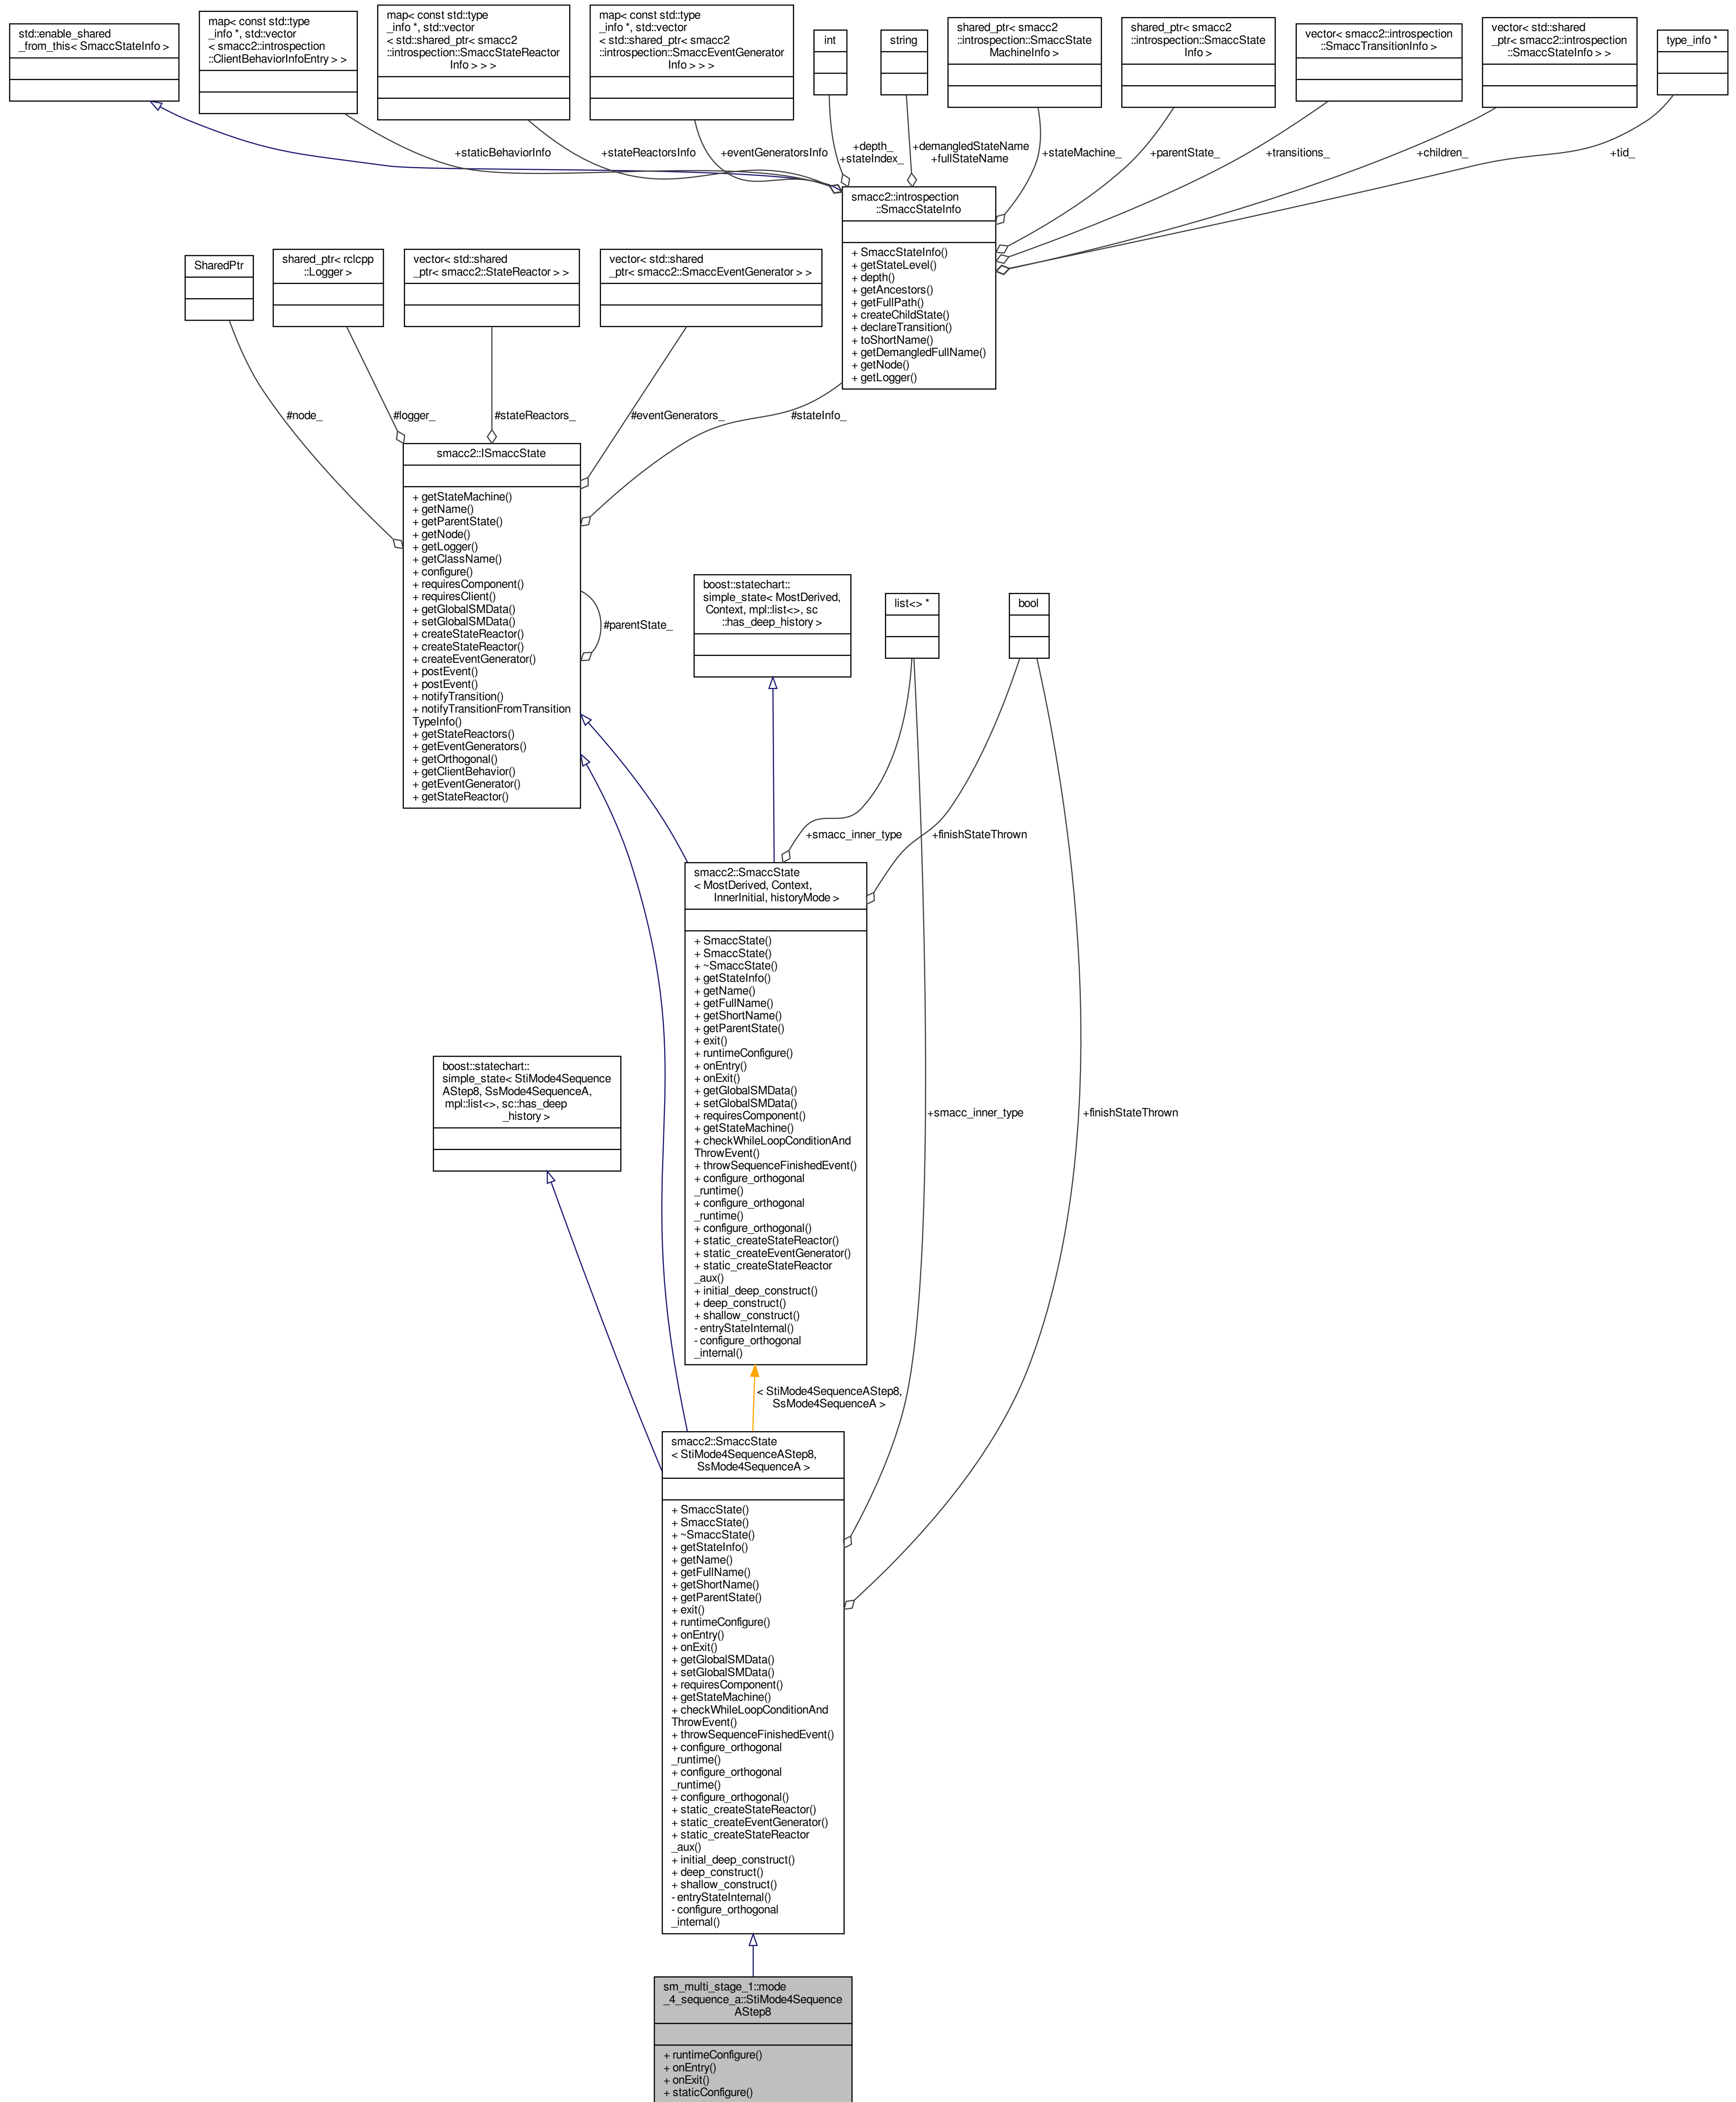 std::enable_shared
_from_this< SmaccStateInfo >
map< const std::type
_info *, std::vector
< smacc2::introspection
::ClientBehaviorInfoEntry > >
map< const std::type
_info *, std::vector
< std::shared_ptr< smacc2
::introspection::SmaccStateReactor
Info > > >
map< const std::type
_info *, std::vector
< std::shared_ptr< smacc2
::introspection::SmaccEventGenerator
Info > > >
int
string
shared_ptr< smacc2
::introspection::SmaccState
MachineInfo >
shared_ptr< smacc2
::introspection::SmaccState
Info >
vector< smacc2::introspection
::SmaccTransitionInfo >
vector< std::shared
_ptr< smacc2::introspection
::SmaccStateInfo > >
type_info *
+staticBehaviorInfo
+stateReactorsInfo
+eventGeneratorsInfo
+depth_
+stateIndex_
+demangledStateName
+fullStateName
+stateMachine_
+parentState_
+transitions_
+children_
+tid_
smacc2::introspection
::SmaccStateInfo
+ SmaccStateInfo()
+ getStateLevel()
+ depth()
+ getAncestors()
+ getFullPath()
+ createChildState()
+ declareTransition()
+ toShortName()
+ getDemangledFullName()
+ getNode()
+ getLogger()
SharedPtr
shared_ptr< rclcpp
::Logger >
vector< std::shared
_ptr< smacc2::StateReactor > >
vector< std::shared
_ptr< smacc2::SmaccEventGenerator > >
#node_
#logger_
#stateReactors_
#eventGenerators_
#stateInfo_
smacc2::ISmaccState
+ getStateMachine()
+ getName()
+ getParentState()
+ getNode()
+ getLogger()
+ getClassName()
+ configure()
+ requiresComponent()
+ requiresClient()
+ getGlobalSMData()
+ setGlobalSMData()
+ createStateReactor()
+ createStateReactor()
+ createEventGenerator()
+ postEvent()
+ postEvent()
+ notifyTransition()
+ notifyTransitionFromTransition
TypeInfo()
+ getStateReactors()
+ getEventGenerators()
+ getOrthogonal()
+ getClientBehavior()
+ getEventGenerator()
+ getStateReactor()
#parentState_
boost::statechart::
simple_state< MostDerived,
Context, mpl::list<>, sc
::has_deep_history >
list<> *
bool
+smacc_inner_type
+finishStateThrown
smacc2::SmaccState
< MostDerived, Context,
InnerInitial, historyMode >
+ SmaccState()
+ SmaccState()
+ ~SmaccState()
+ getStateInfo()
+ getName()
+ getFullName()
+ getShortName()
+ getParentState()
+ exit()
+ runtimeConfigure()
+ onEntry()
+ onExit()
+ getGlobalSMData()
+ setGlobalSMData()
+ requiresComponent()
+ getStateMachine()
+ checkWhileLoopConditionAnd
ThrowEvent()
+ throwSequenceFinishedEvent()
+ configure_orthogonal
_runtime()
+ configure_orthogonal
_runtime()
+ configure_orthogonal()
+ static_createStateReactor()
+ static_createEventGenerator()
+ static_createStateReactor
_aux()
+ initial_deep_construct()
+ deep_construct()
+ shallow_construct()
- entryStateInternal()
- configure_orthogonal
_internal()
boost::statechart::
simple_state< StiMode4Sequence
AStep8, SsMode4SequenceA,
mpl::list<>, sc::has_deep
_history >
+smacc_inner_type
+finishStateThrown
< StiMode4SequenceAStep8,
SsMode4SequenceA >
smacc2::SmaccState
< StiMode4SequenceAStep8,
SsMode4SequenceA >
+ SmaccState()
+ SmaccState()
+ ~SmaccState()
+ getStateInfo()
+ getName()
+ getFullName()
+ getShortName()
+ getParentState()
+ exit()
+ runtimeConfigure()
+ onEntry()
+ onExit()
+ getGlobalSMData()
+ setGlobalSMData()
+ requiresComponent()
+ getStateMachine()
+ checkWhileLoopConditionAnd
ThrowEvent()
+ throwSequenceFinishedEvent()
+ configure_orthogonal
_runtime()
+ configure_orthogonal
_runtime()
+ configure_orthogonal()
+ static_createStateReactor()
+ static_createEventGenerator()
+ static_createStateReactor
_aux()
+ initial_deep_construct()
+ deep_construct()
+ shallow_construct()
- entryStateInternal()
- configure_orthogonal
_internal()
sm_multi_stage_1::mode
_4_sequence_a::StiMode4Sequence
AStep8
+ runtimeConfigure()
+ onEntry()
+ onExit()
+ staticConfigure()